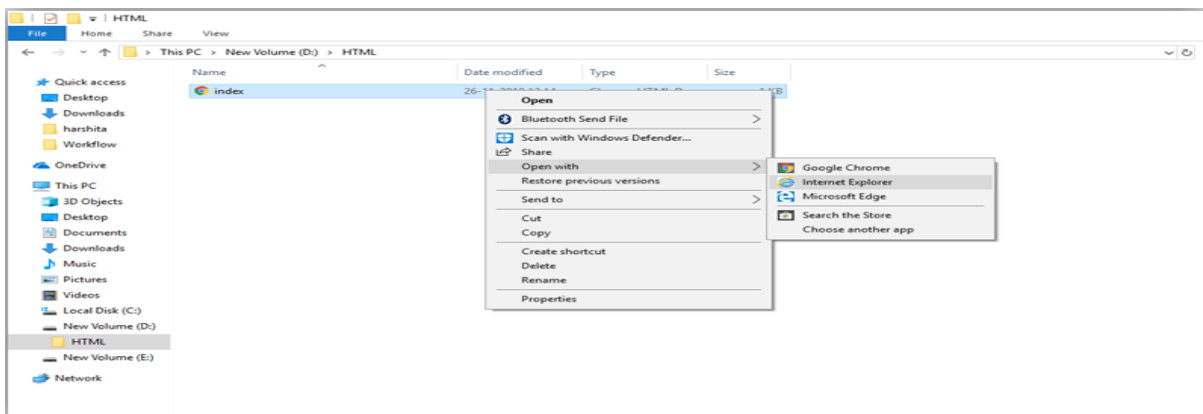 HTML
File Home Share View
This PC > New Volume (D:) > HTML
Name Date modified Type Size
Quick access
Desktop
Downloads
harshita
Workflow
OneDrive
This PC
3D Objects
Desktop
Documents
Downloads
Music
Pictures
Videos
Local Disk (C:)
New Volume (D:)
HTML
New Volume (E:)
Network
index
Open
Bluetooth Send File
Scan with Windows Defender...
Share
Open with
Restore previous versions
Send to
Cut
Copy
Create shortcut
Delete
Rename
Properties
Google Chrome
Internet Explorer
Microsoft Edge
Search the Store
Choose another app